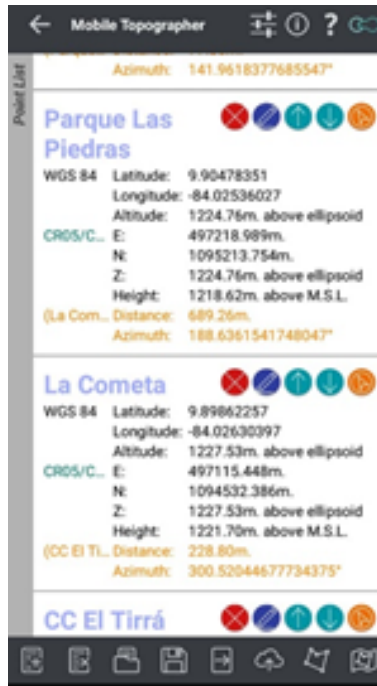 Mobile Topographer
Point List
Azimuth: 141.9618377685547°
Parque Las
Piedras
WGS 84 Latitude: 9.90478351
Longitude: -84.02536027
Altitude: 1224.76m. above ellipsoid
CR05/C... E: 497218.989m.
N: 1095213.754m.
Z: 1224.76m. above ellipsoid
Height: 1218.62m. above M.S.L.
(La Com... Distance: 689.26m.
Azimuth: 188.6361541748047°
La Cometa
WGS 84 Latitude: 9.89862257
Longitude: -84.02630397
Altitude: 1227.53m. above ellipsoid
CR05/C... E: 497115.448m.
N: 1094532.386m.
Z: 1227.53m. above ellipsoid
Height: 1221.70m. above M.S.L.
(CC El Ti... Distance: 228.80m.
Azimuth: 300.52044677734375°
CC El Tirrá